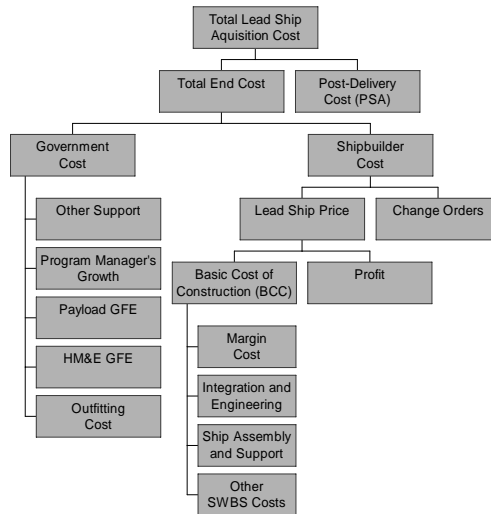 Total Lead Ship
Aquisition Cost
Total End Cost
Post-Delivery
Cost (PSA)
Government
Cost
Shipbuilder
Cost
Other Support
Lead Ship Price
Change Orders
Program Manager's
Growth
Basic Cost of
Construction (BCC)
Profit
Payload GFE
Margin
Cost
HM&E GFE
Integration and
Engineering
Outfitting
Cost
Ship Assembly
and Support
Other
SWBS Costs